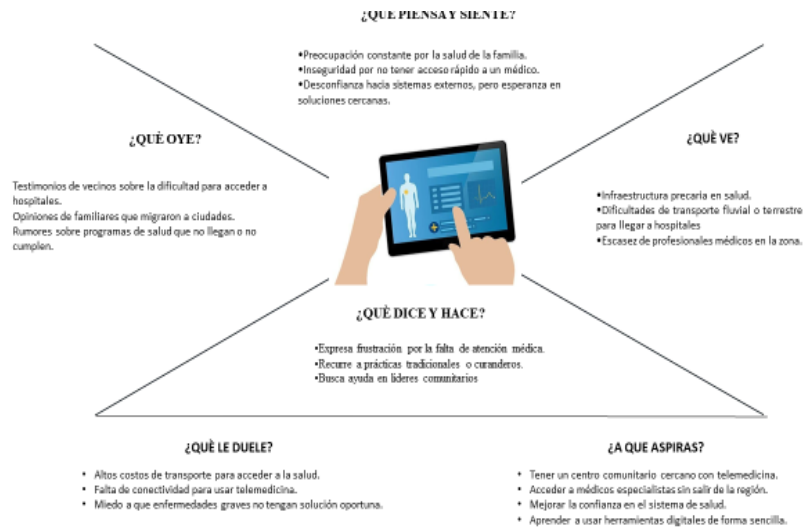 ¿QUÈ PIENSA Y SIENTE?
•Preocupación constante por la salud de la familia.
•Inseguridad por no tener acceso rápido a un médico.
•Desconfianza hacia sistemas externos, pero esperanza en
soluciones cercanas.
¿QUÈ OYE?
Testimonios de vecinos sobre la dificultad para acceder a
hospitales.
Opiniones de familiares que migraron a ciudades.
Rumores sobre programas de salud que no llegan o no
cumplen.
¿QUÈ VE?
•Infraestructura precaria en salud.
•Dificultades de transporte fluvial o terrestre
para llegar a hospitales
•Escasez de profesionales médicos en la zona.
¿QUÈ DICE Y HACE?
•Expresa frustración por la falta de atención médica.
•Recurre a prácticas tradicionales o curanderos.
•Busca ayuda en líderes comunitarios
¿QUÈ LE DUELE?
• Altos costos de transporte para acceder a la salud.
• Falta de conectividad para usar telemedicina.
• Miedo a que enfermedades graves no tengan solución oportuna.
¿A QUE ASPIRAS?
• Tener un centro comunitario cercano con telemedicina.
• Acceder a médicos especialistas sin salir de la región.
• Mejorar la confianza en el sistema de salud.
• Aprender a usar herramientas digitales de forma sencilla.